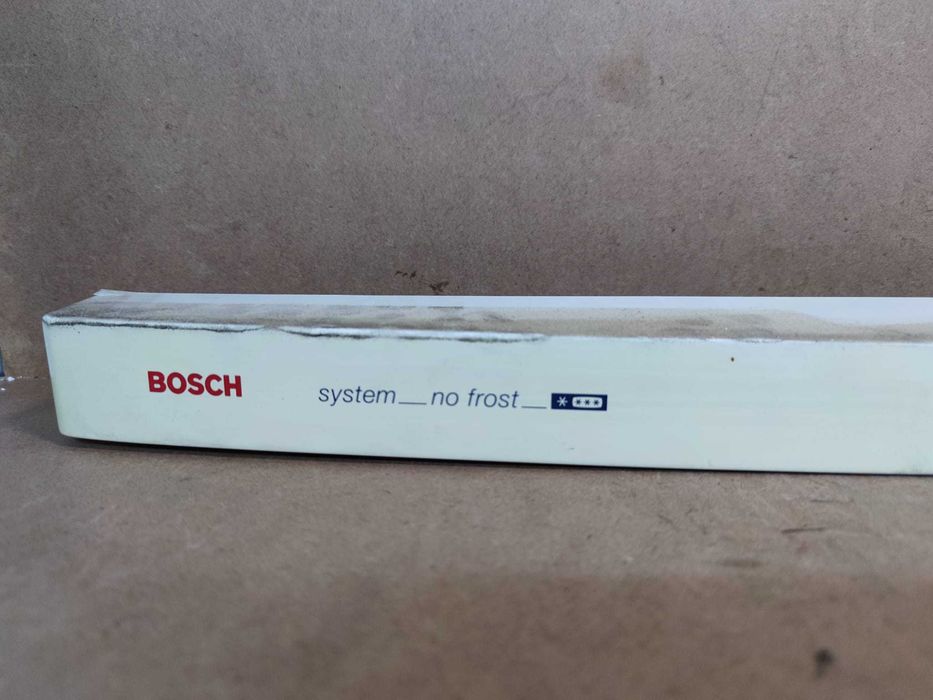 BOSCH system__no frost__ * ***